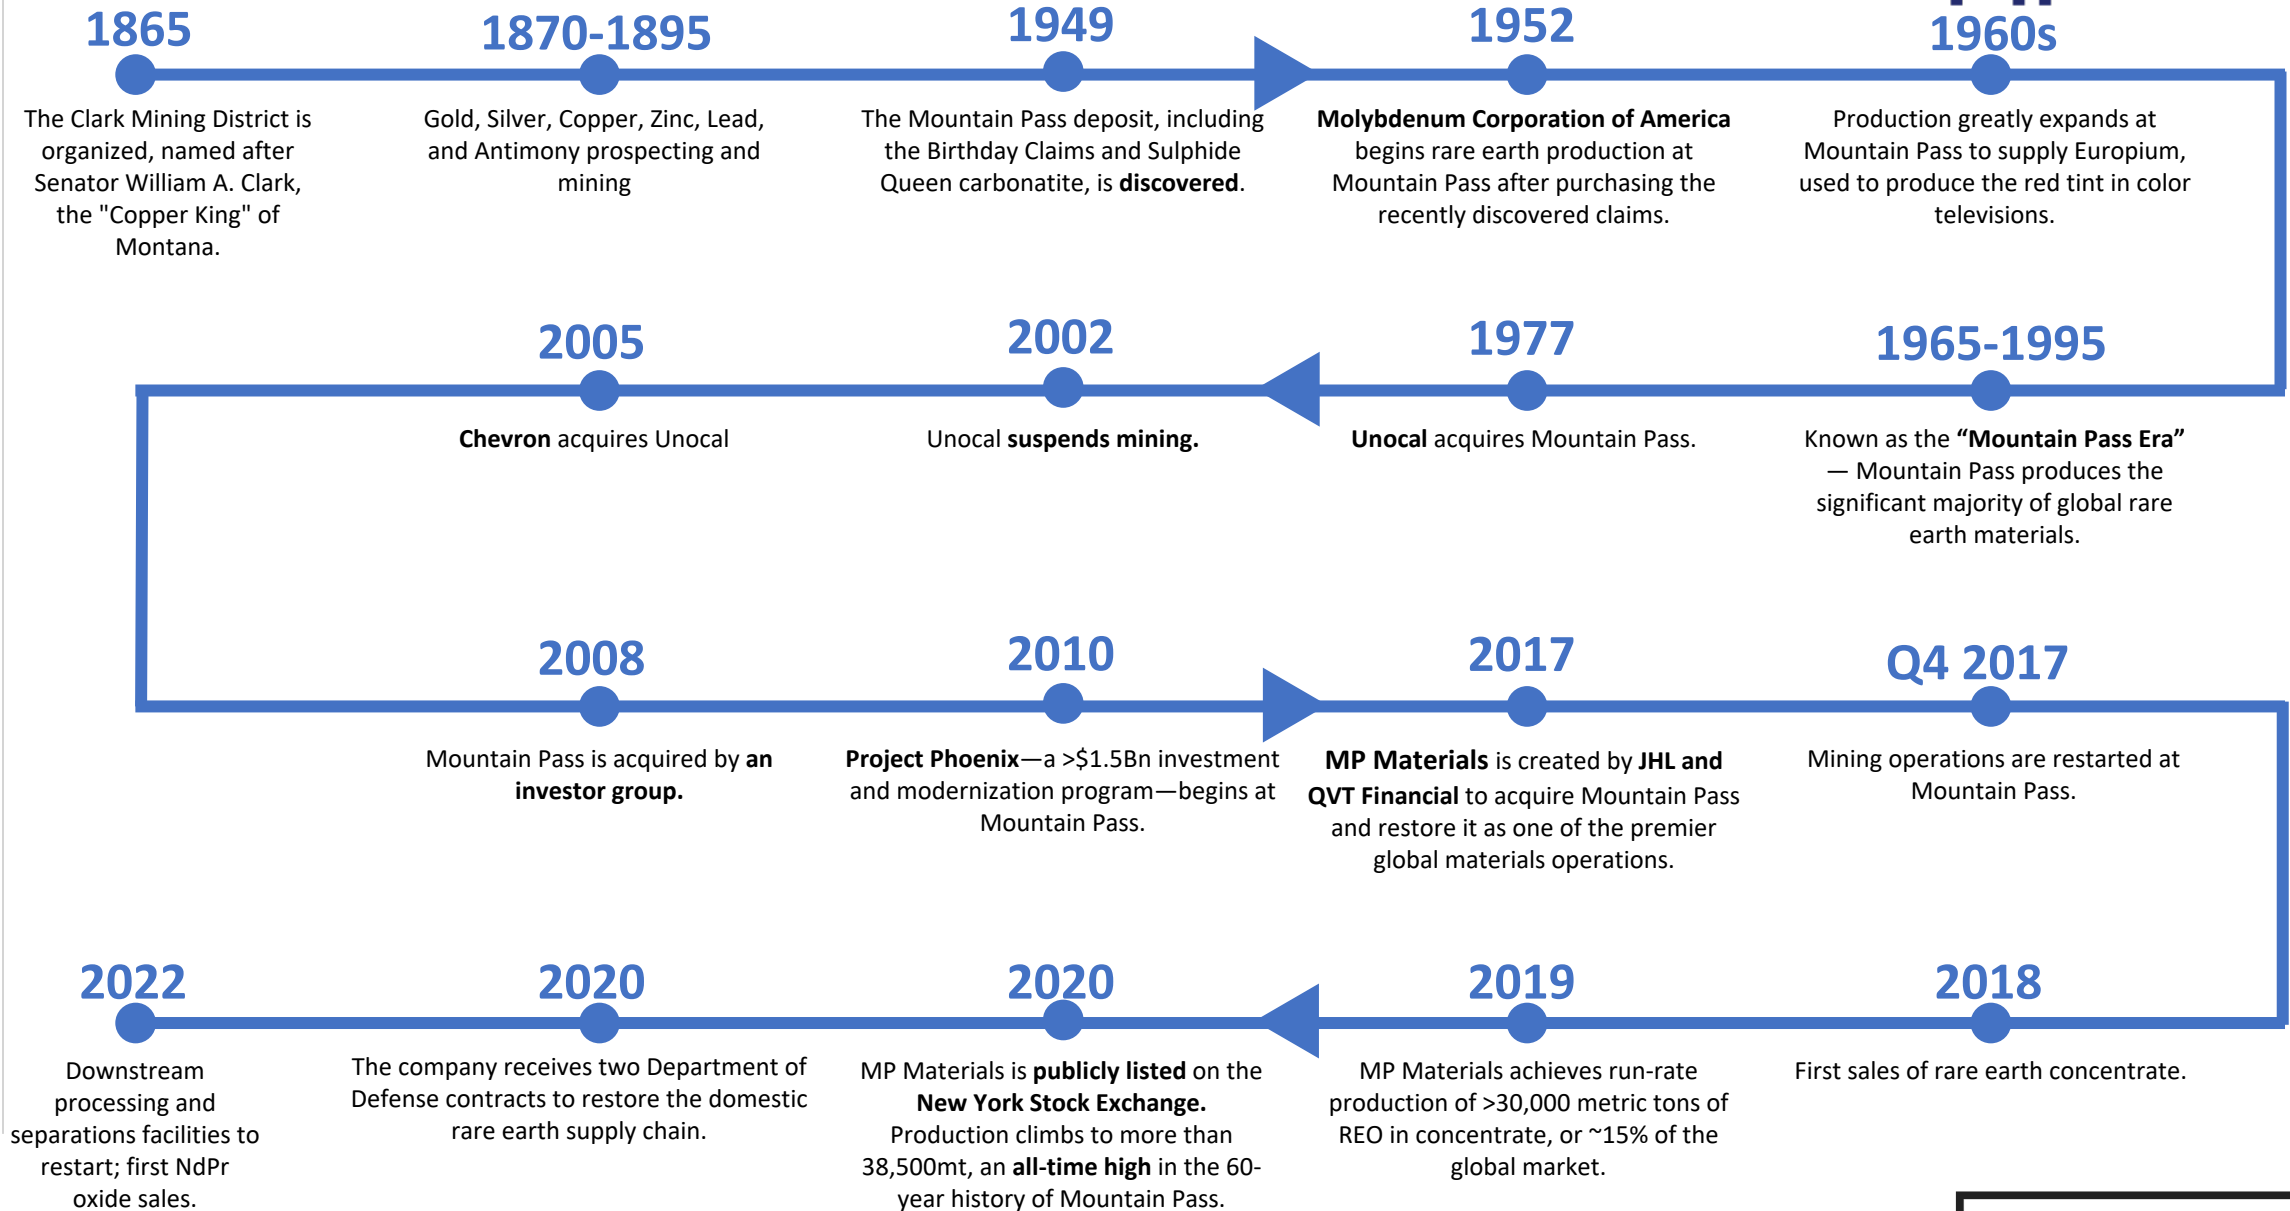 1865
The Clark Mining District is
organized, named after
Senator William A. Clark,
the "Copper King" of
Montana.
1870-1895
Gold, Silver, Copper, Zinc, Lead,
and Antimony prospecting and
mining
1949
The Mountain Pass deposit, including
the Birthday Claims and Sulphide
Queen carbonatite, is discovered.
1952
Molybdenum Corporation of America
begins rare earth production at
Mountain Pass after purchasing the
recently discovered claims.
1960s
Production greatly expands at
Mountain Pass to supply Europium,
used to produce the red tint in color
televisions.
1965-1995
Known as the “Mountain Pass Era”
— Mountain Pass produces the
significant majority of global rare
earth materials.
1977
Unocal acquires Mountain Pass.
2002
Unocal suspends mining.
2005
Chevron acquires Unocal
2008
Mountain Pass is acquired by an
investor group.
2010
Project Phoenix—a >$1.5Bn investment
and modernization program—begins at
Mountain Pass.
2017
MP Materials is created by JHL and
QVT Financial to acquire Mountain Pass
and restore it as one of the premier
global materials operations.
Q4 2017
Mining operations are restarted at
Mountain Pass.
2018
First sales of rare earth concentrate.
2019
MP Materials achieves run-rate
production of >30,000 metric tons of
REO in concentrate, or ~15% of the
global market.
2020
MP Materials is publicly listed on the
New York Stock Exchange.
Production climbs to more than
38,500mt, an all-time high in the 60-
year history of Mountain Pass.
2020
The company receives two Department of
Defense contracts to restore the domestic
rare earth supply chain.
2022
Downstream
processing and
separations facilities to
restart; first NdPr
oxide sales.